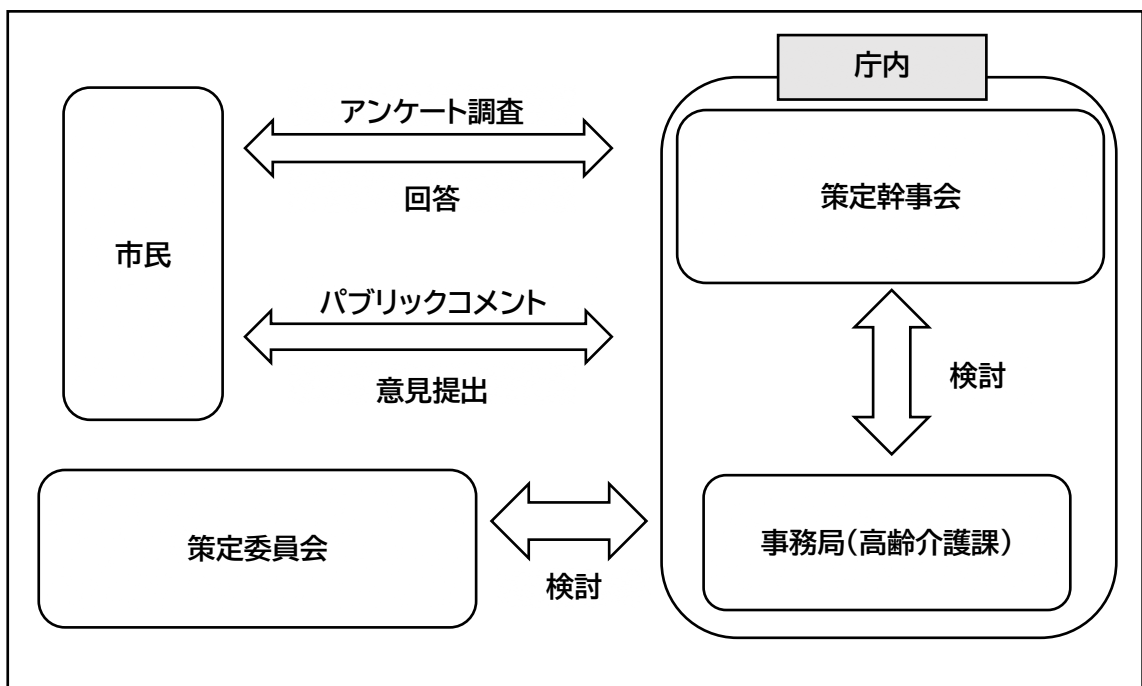 庁内
アンケート調査
回答
策定幹事会
市民
パブリックコメント
意見提出
検討
策定委員会
検討
事務局（高齢介護課）